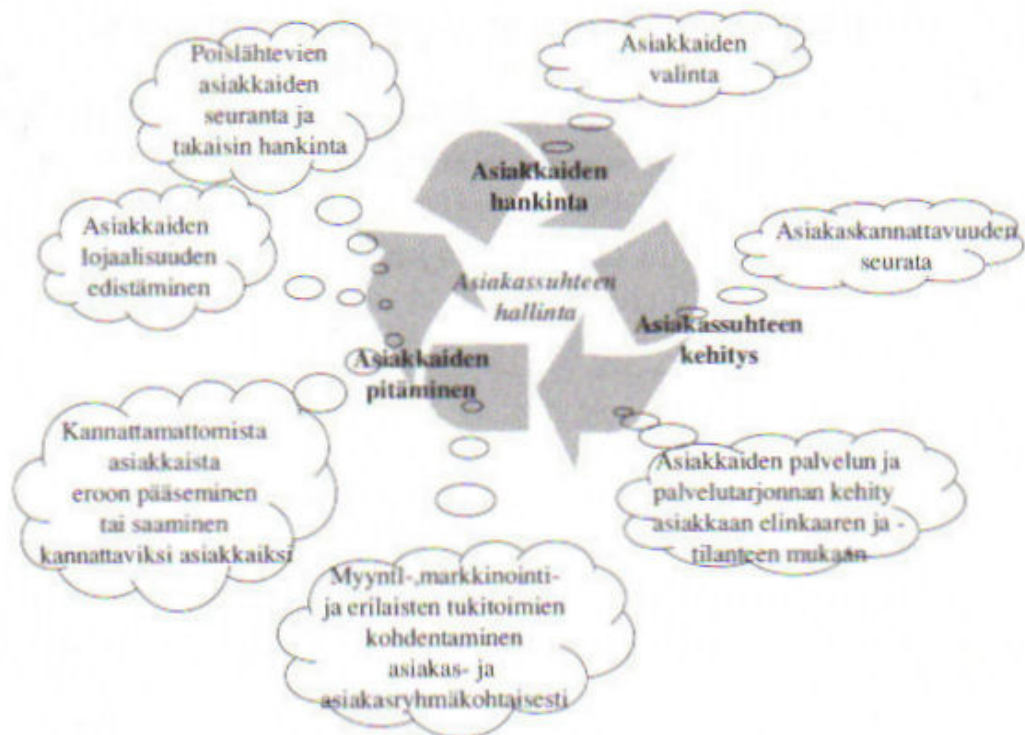 Poislähtevien
asiakkaiden
seuranta ja
takaisin hankinta
Asiakkaiden
valinta
Asiakkaiden
hankinta
Asiakkaiden
lojaalisuuden
edistäminen
Asiakaskannattavuuden
seurata
Asiakassuhteen
hallinta
Asiakassuhteen
kehitys
Asiakkaiden
pitäminen
Kannattamattomista
asiakkaista
eroon pääseminen
tai saaminen
kannattaviksi asiakkaiksi
Asiakkaiden palvelun ja
palvelutarjonnan kehity
asiakkaan elinkaaren ja -
tilanteen mukaan
Myynti-,markkinointi-
ja erilaisten tukitoimien
kohdentaminen
asiakas- ja
asiakasryhmäkohtaisesti